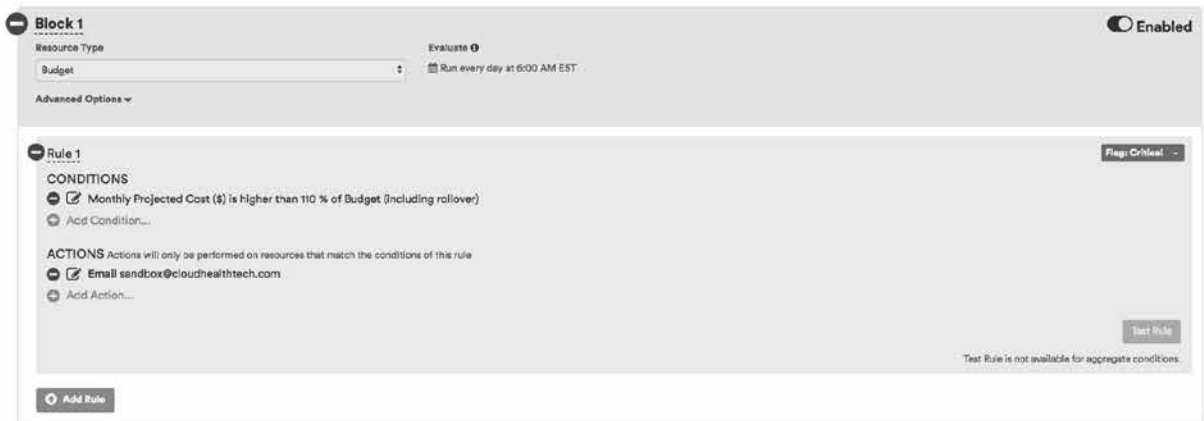 Block 1
Enabled
Resource Type
Evaluate
Budget
Run every day at 6:00 AM EST
Advanced Options
Rule 1
Flag: Critical
CONDITIONS
Monthly Projected Cost ($) is higher than 110 % of Budget (including rollover)
Add Condition...
ACTIONS Actions will only be performed on resources that match the conditions of this rule
Email sandbox@cloudhealthtech.com
Add Action...
Test Rule
Test Rule is not available for aggregate conditions.
Add Rule